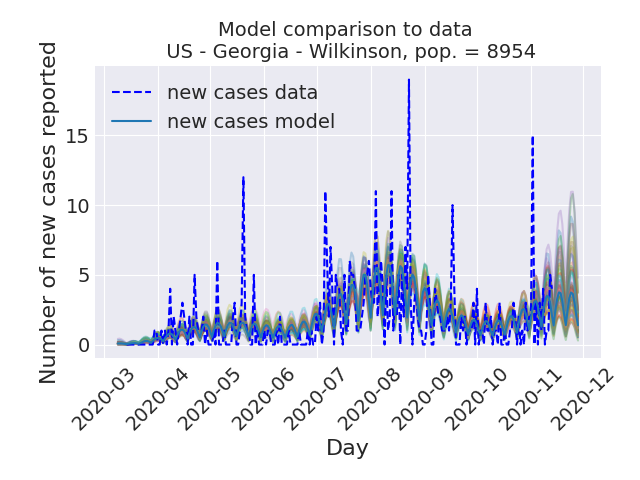 Model comparison to data
US - Georgia - Wilkinson, pop. = 8954
Number of new cases reported
new cases data
new cases model
15
10
5
0
2020-03
2020-04
2020-05
2020-06
2020-07
2020-08
2020-09
2020-10
2020-11
2020-12
Day